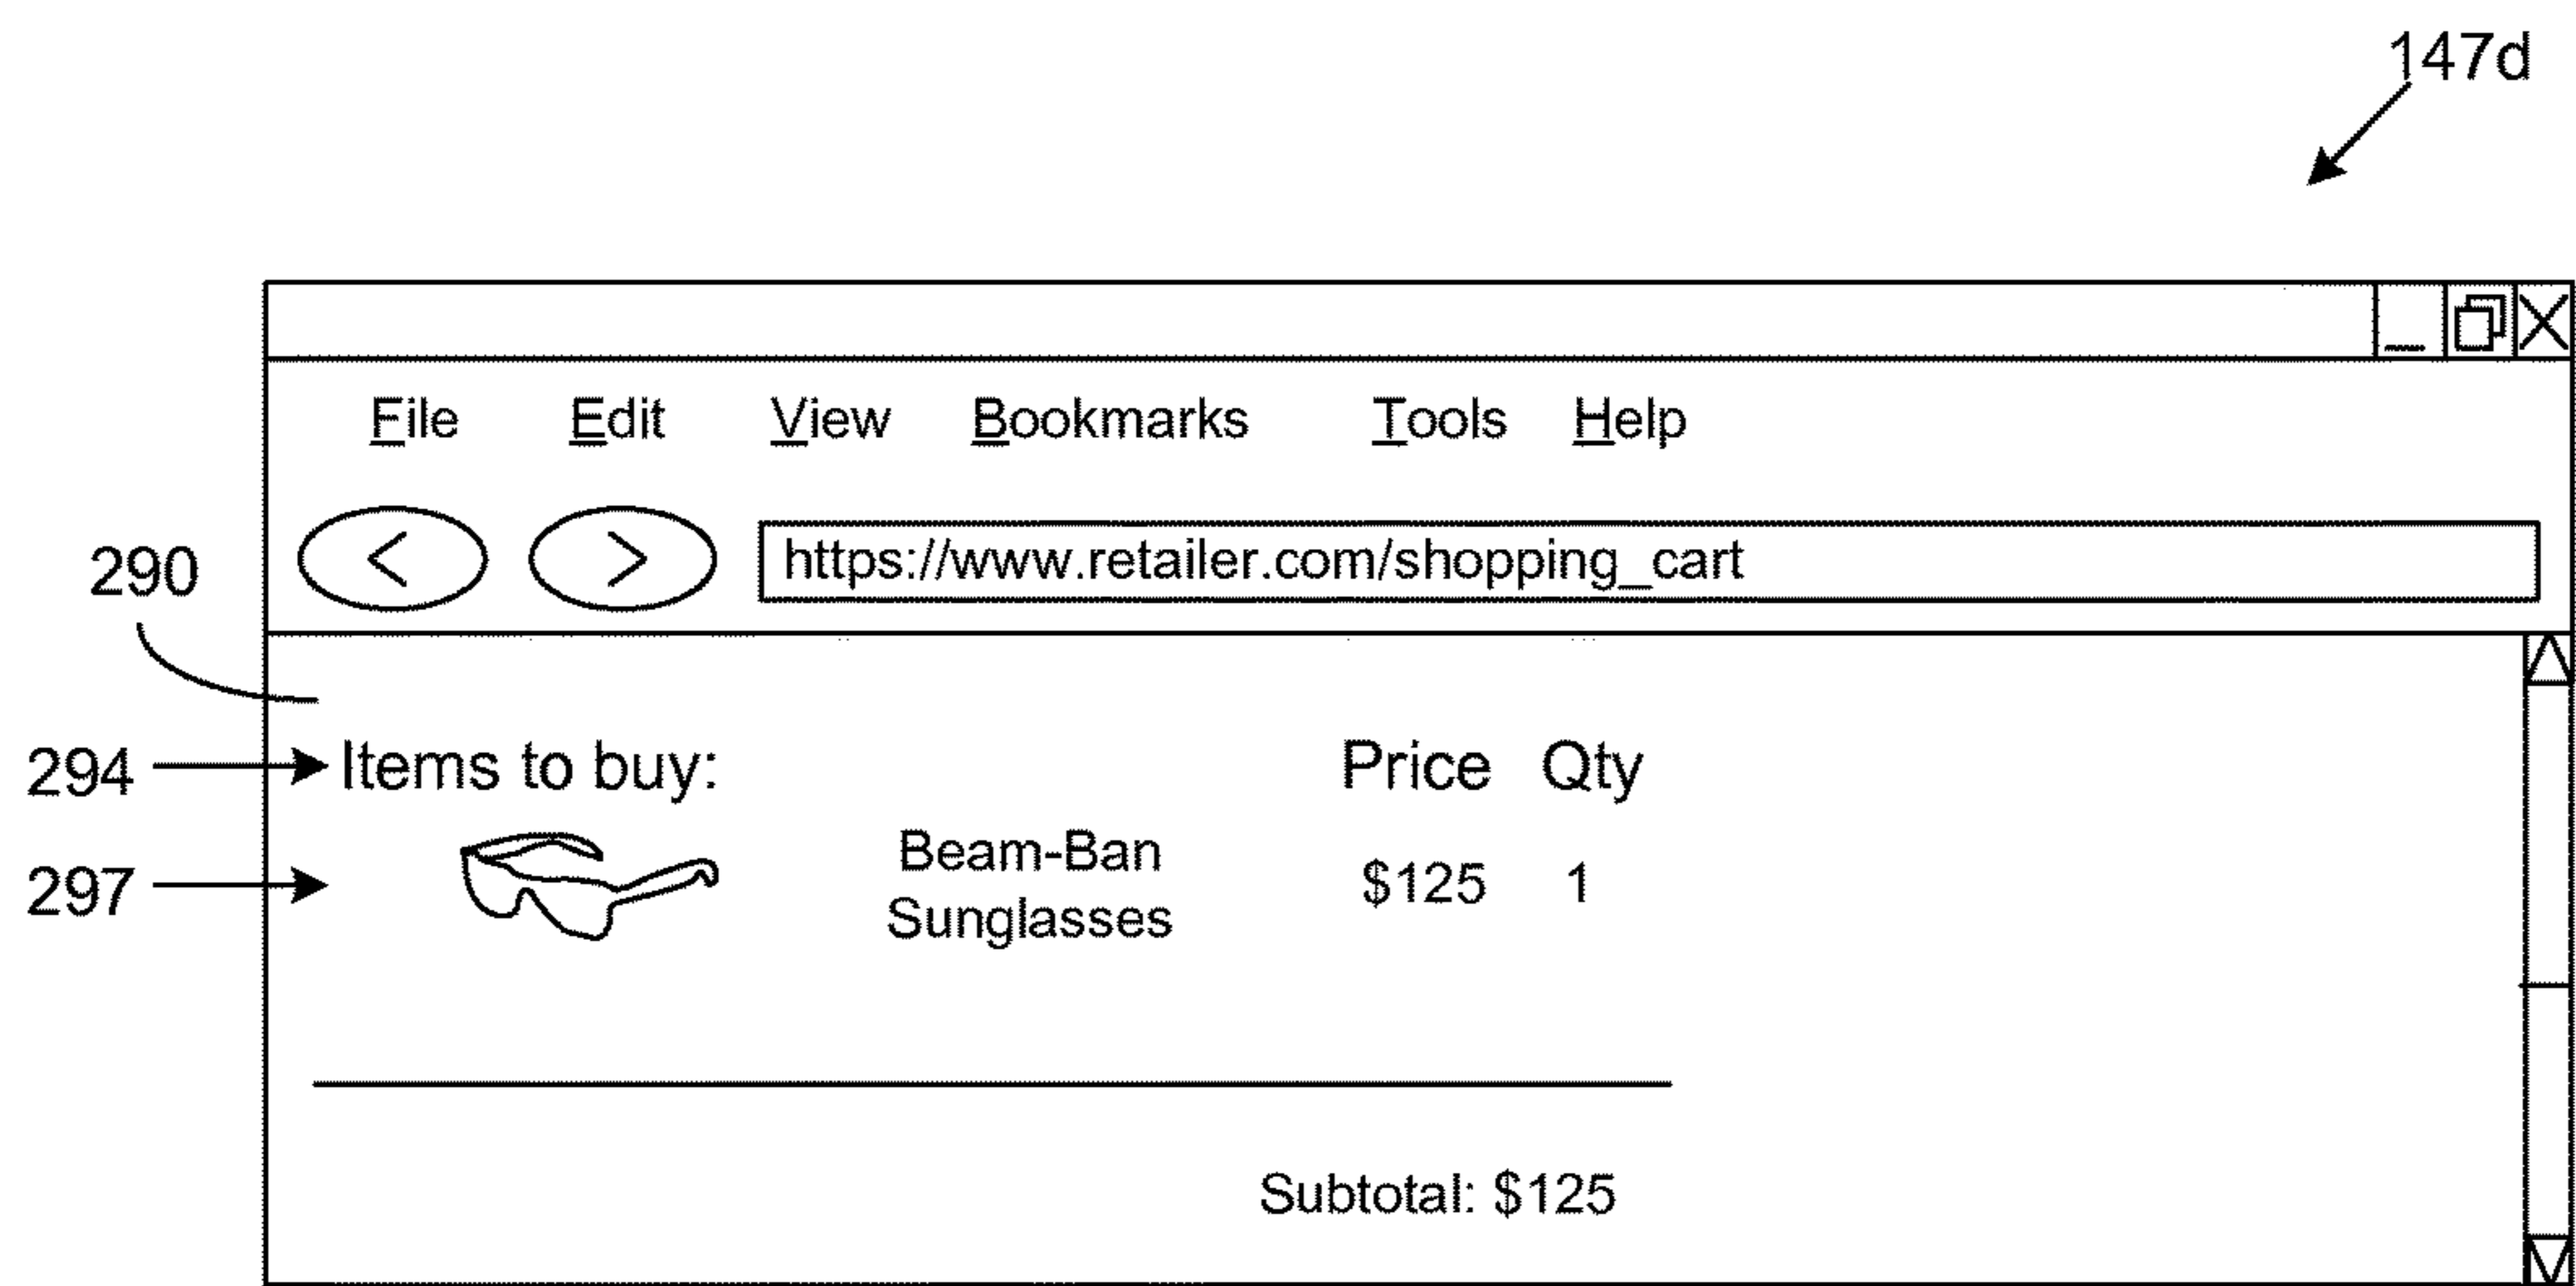 147d
File Edit View Bookmarks Tools Help
< > https://www.retailer.com/shopping_cart
290
294 Items to buy: Price Qty
297 Beam-Ban
Sunglasses $125 1
Subtotal: $125